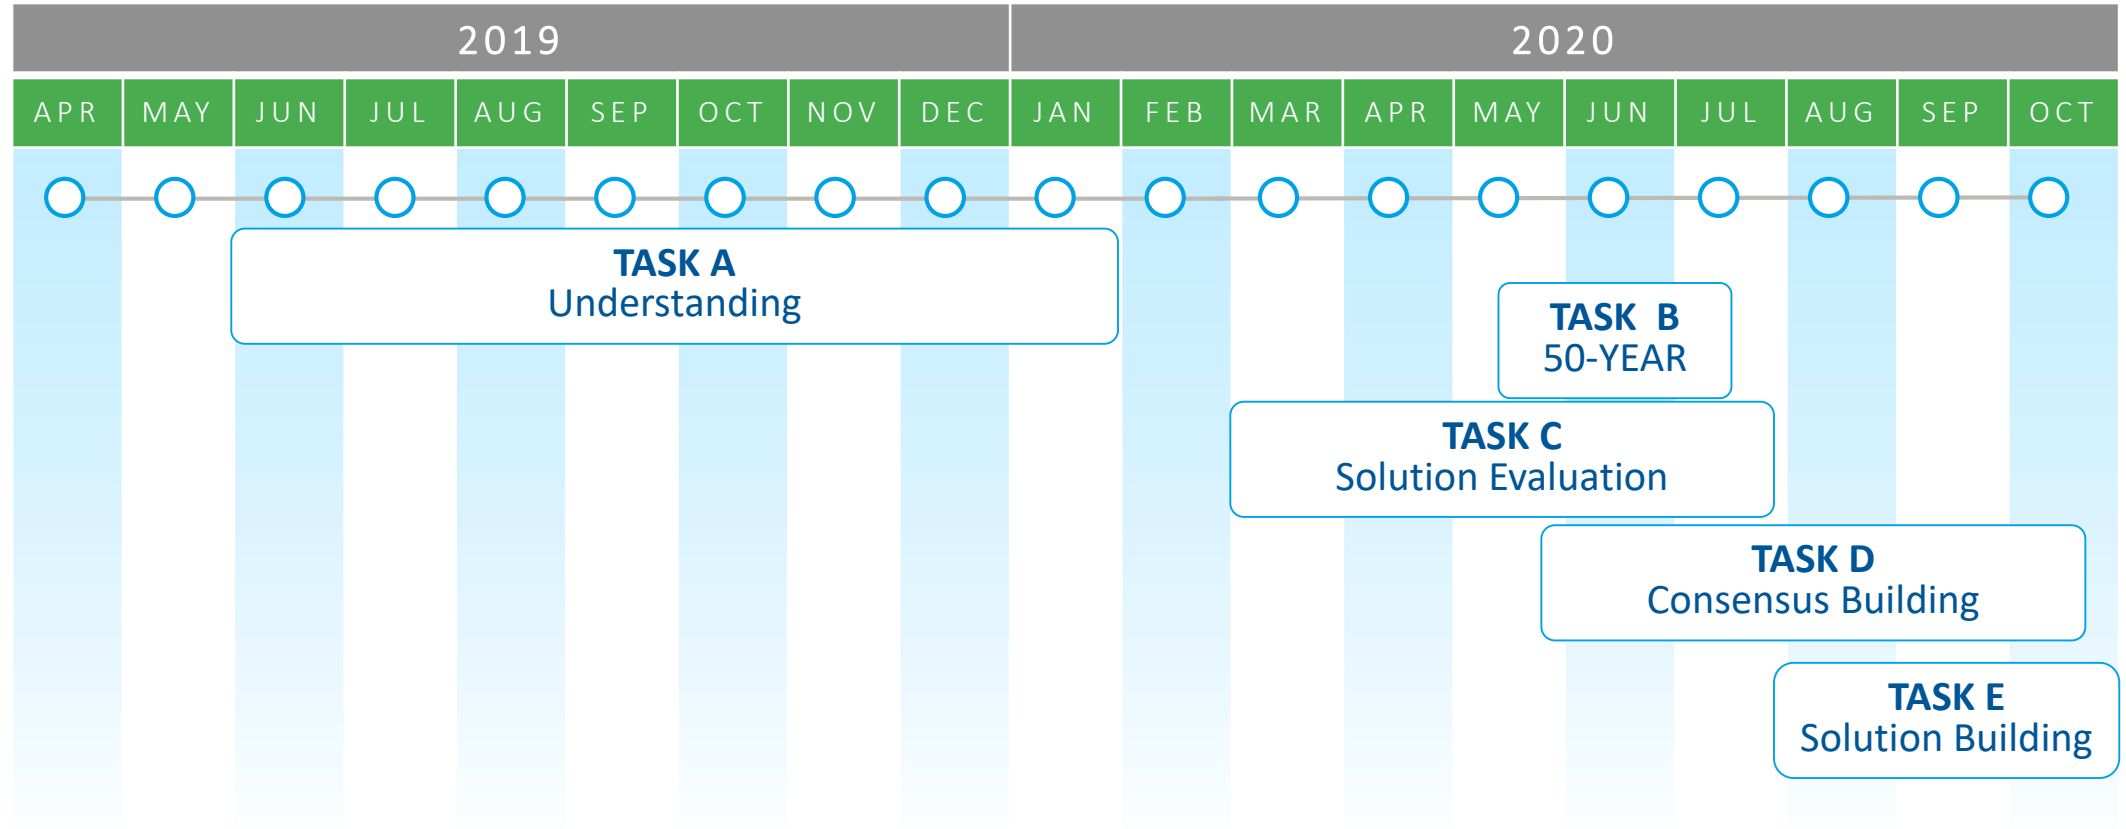 2019 2020
APR MAY JUN JUL AUG SEP OCT NOV DEC JAN FEB MAR APR MAY JUN JUL AUG SEP OCT
TASK A
Understanding
TASK B
50-YEAR
TASK C
Solution Evaluation
TASK D
Consensus Building
TASK E
Solution Building